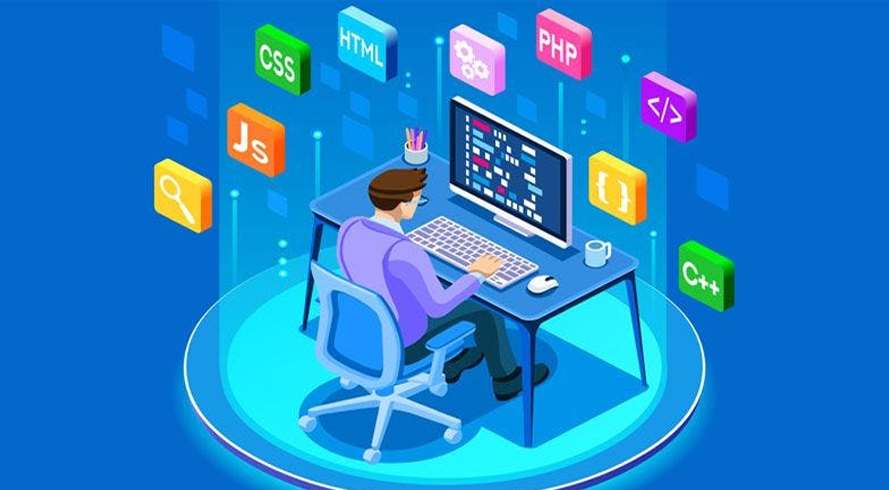 CSS
HTML
PHP
</>
JS
{ }
C++